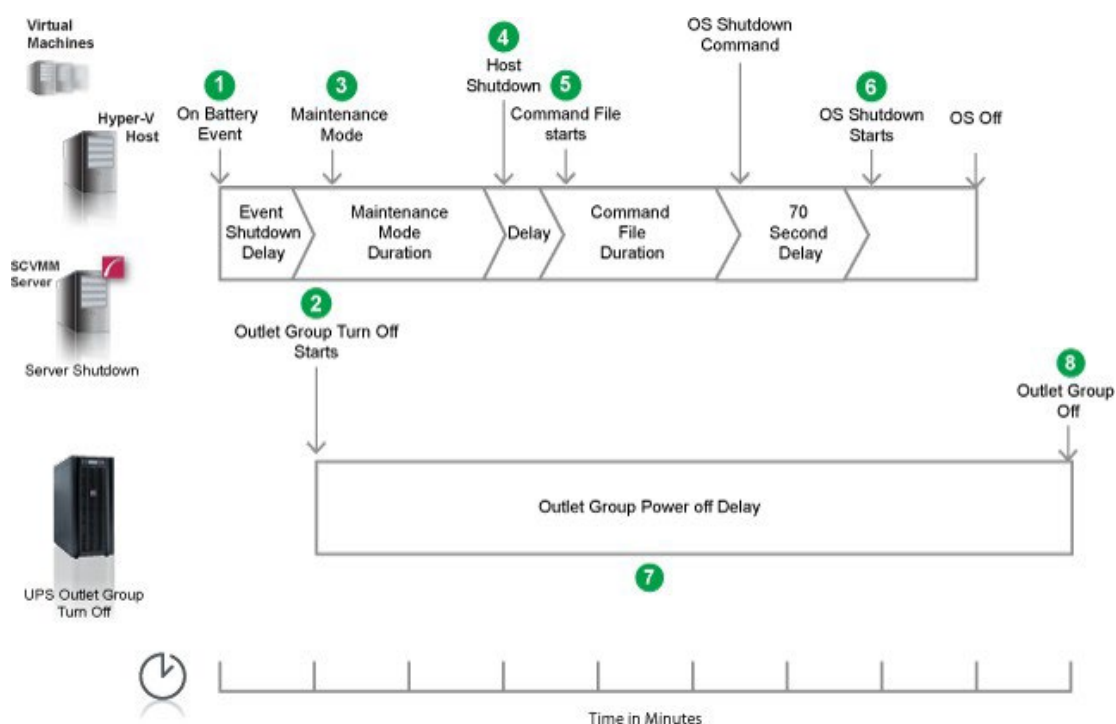 Virtual
Machines
Hyper-V
Host
SCVMM
Server
Server Shutdown
UPS Outlet Group
Turn Off
1
On Battery
Event
3
Maintenance
Mode
4
Host
Shutdown
5
Command File
starts
OS Shutdown
Command
6
OS Shutdown
Starts
OS Off
Event
Shutdown
Delay
Maintenance
Mode
Duration
Delay
Command
File
Duration
70
Second
Delay
2
Outlet Group Turn Off
Starts
8
Outlet Group
Off
Outlet Group Power off Delay
7
Time in Minutes